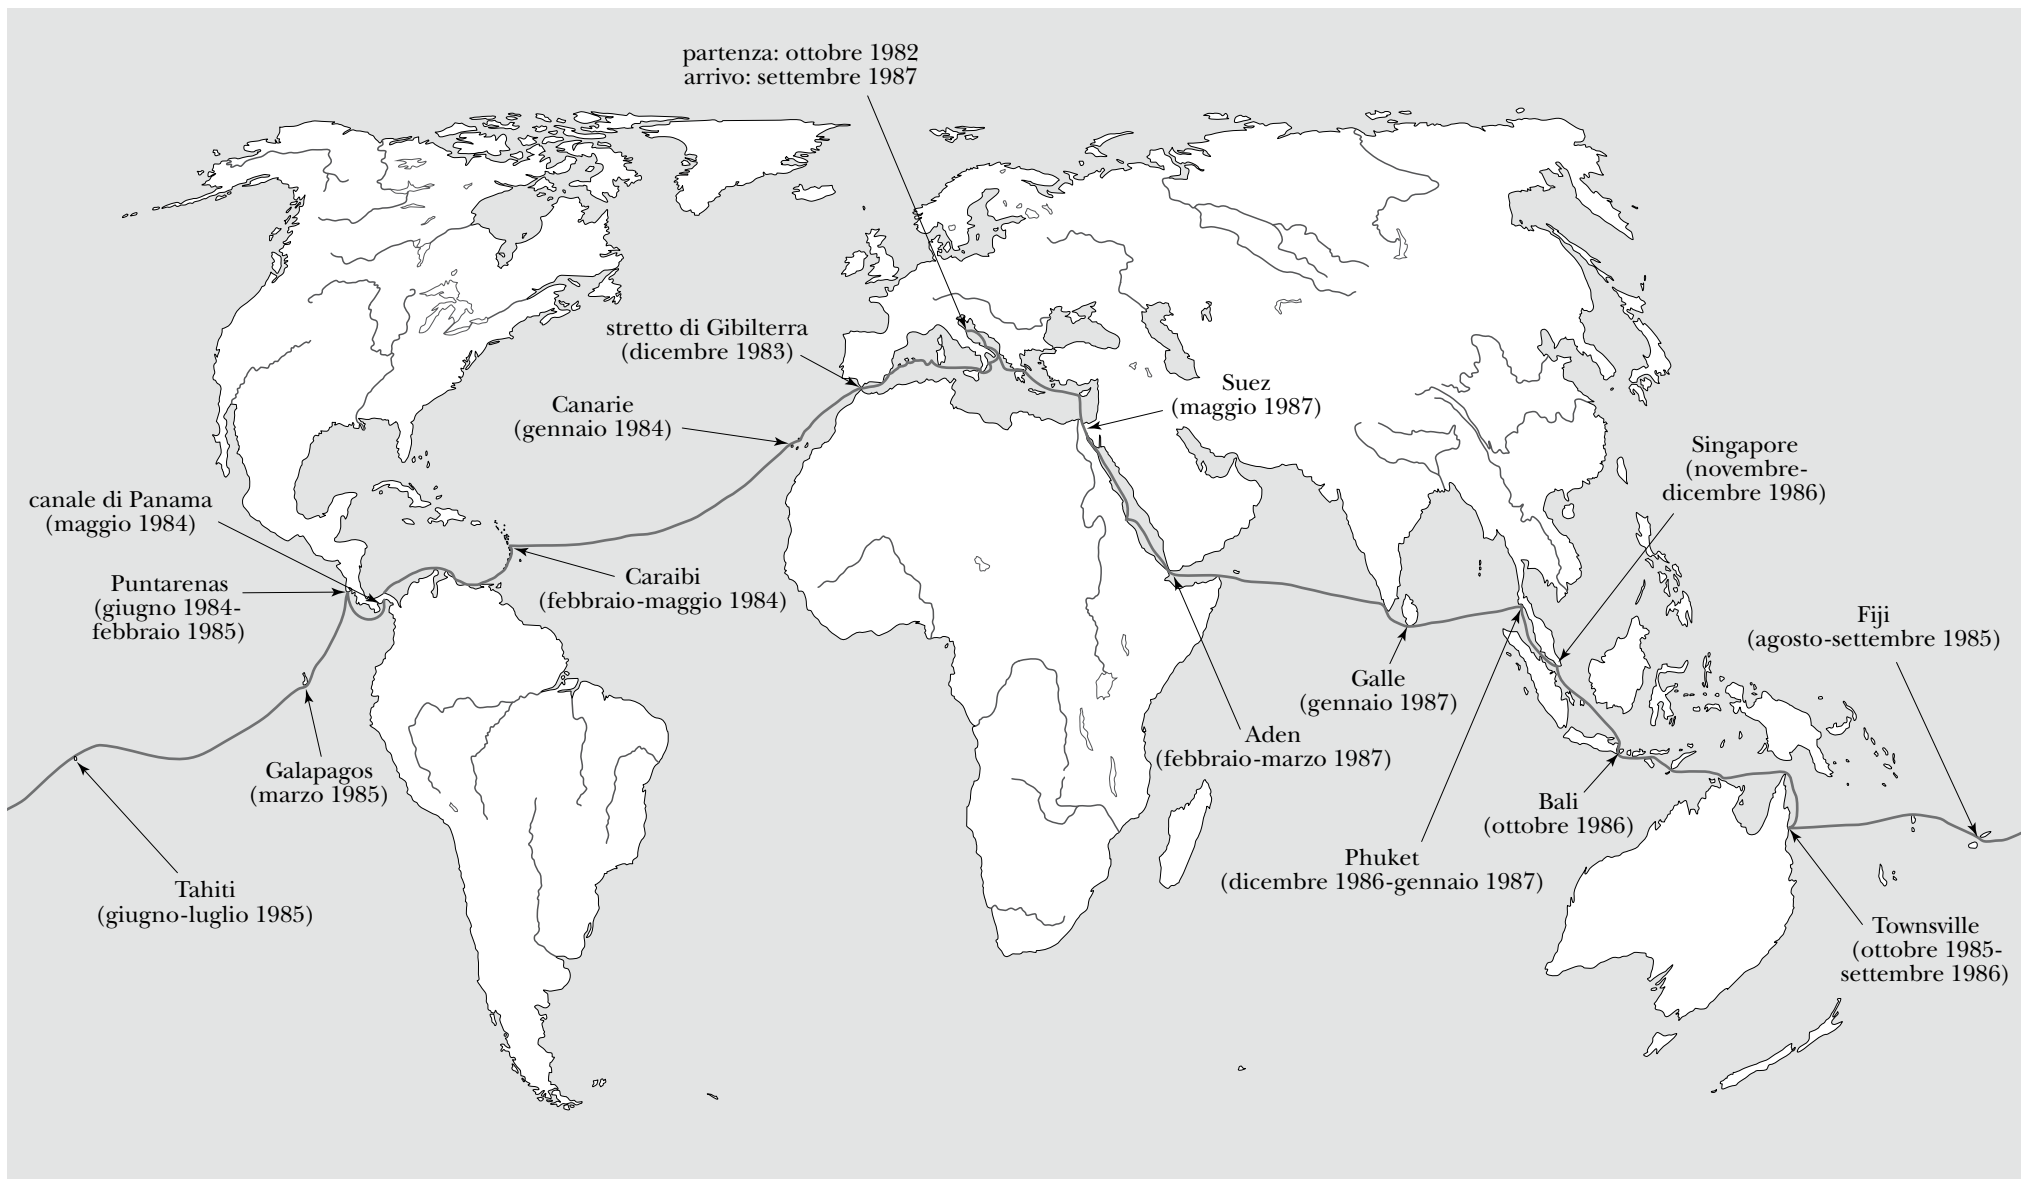 partenza: ottobre 1982
arrivo: settembre 1987
stretto di Gibilterra
(dicembre 1983)
Canarie
(gennaio 1984)
Suez
(maggio 1987)
Singapore
(novembre-
dicembre 1986)
canale di Panama
(maggio 1984)
Puntarenas
(giugno 1984-
febbraio 1985)
Caraibi
(febbraio-maggio 1984)
Fiji
(agosto-settembre 1985)
Galle
(gennaio 1987)
Aden
(febbraio-marzo 1987)
Galapagos
(marzo 1985)
Bali
(ottobre 1986)
Phuket
(dicembre 1986-gennaio 1987)
Tahiti
(giugno-luglio 1985)
Townsville
(ottobre 1985-
settembre 1986)